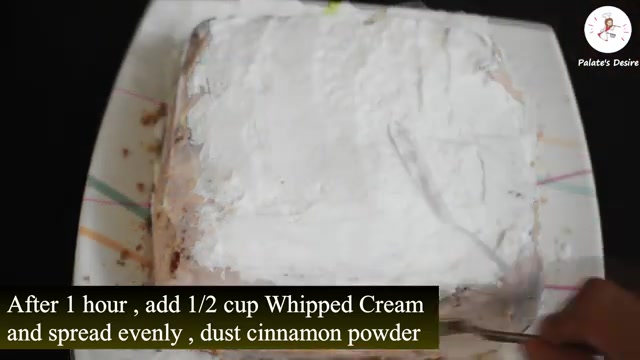 Palate's Desire
After 1 hour , add 1/2 cup Whipped Cream
and spread evenly , dust cinnamon powder